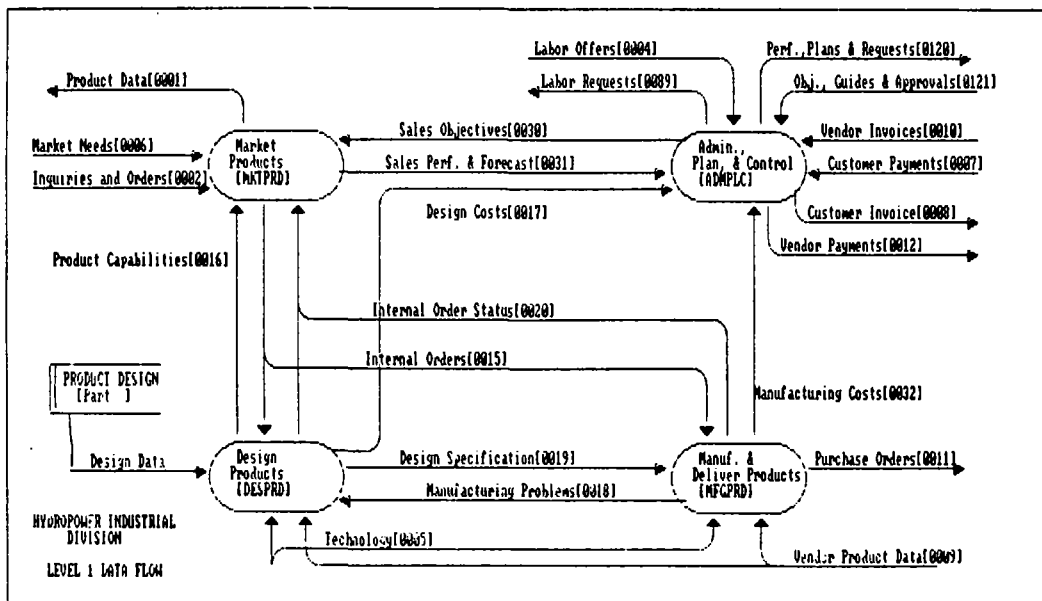 Labor Offers[0004]
Perf.,Plans & Requests[0120]
Product Data[0001]
Labor Requests[0089]
Obj., Guides & Approvals[0121]
Market Needs[0006]
Market
Products
[MKTPRD]
Sales Objectives[0030]
Admin.,
Plan, & Control
[ADMPLC]
Vendor Invoices[0010]
Inquiries and Orders[0002]
Sales Perf. & Forecast[0031]
Customer Payments[0007]
Design Costs[0017]
Customer Invoice[0008]
Vendor Payments[0012]
Product Capabilities[0016]
Internal Order Status[0020]
Internal Orders[0015]
PRODUCT DESIGN
[Part ]
Manufacturing Costs[0032]
Design Data
Design
Products
[DESPRD]
Design Specification[0019]
Manuf. &
Deliver Products
[MFGPRD]
Purchase Orders[0011]
Manufacturing Problems[0018]
HYDROPOWER INDUSTRIAL
DIVISION
Technology[0005]
Vendor Product Data[0009]
LEVEL 1 DATA FLOW